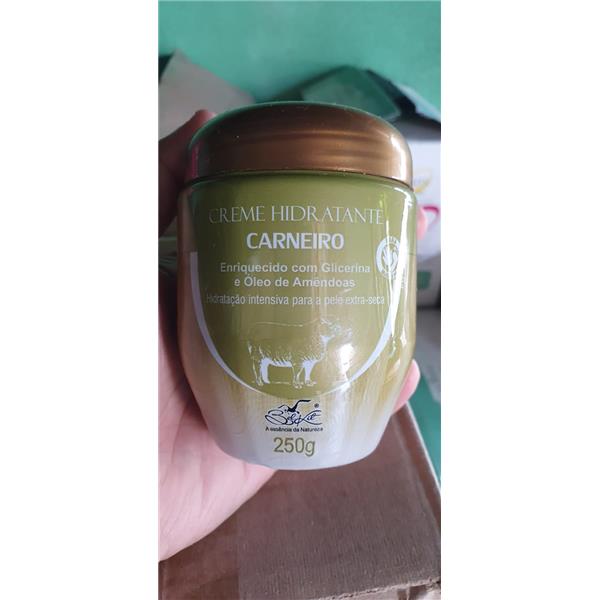 CREME HIDRATANTE
CARNEIRO
Enriquecido com Glicerina
e Óleo de Amêndoas
Hidratação intensiva para a pele extra-seca
BelKit ®
A essência da Natureza
250g